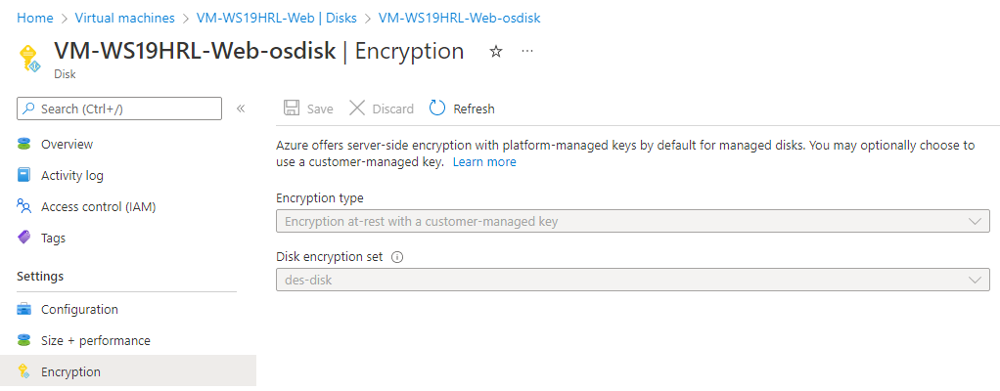 Home > Virtual machines > VM-WS19HRL-Web | Disks > VM-WS19HRL-Web-osdisk
VM-WS19HRL-Web-osdisk | Encryption
Disk
Search (Ctrl+/)
Save Discard Refresh
Overview
Activity log
Access control (IAM)
Tags
Settings
Configuration
Size + performance
Encryption
Azure offers server-side encryption with platform-managed keys by default for managed disks. You may optionally choose to
use a customer-managed key. Learn more
Encryption type
Encryption at-rest with a customer-managed key
Disk encryption set
des-disk